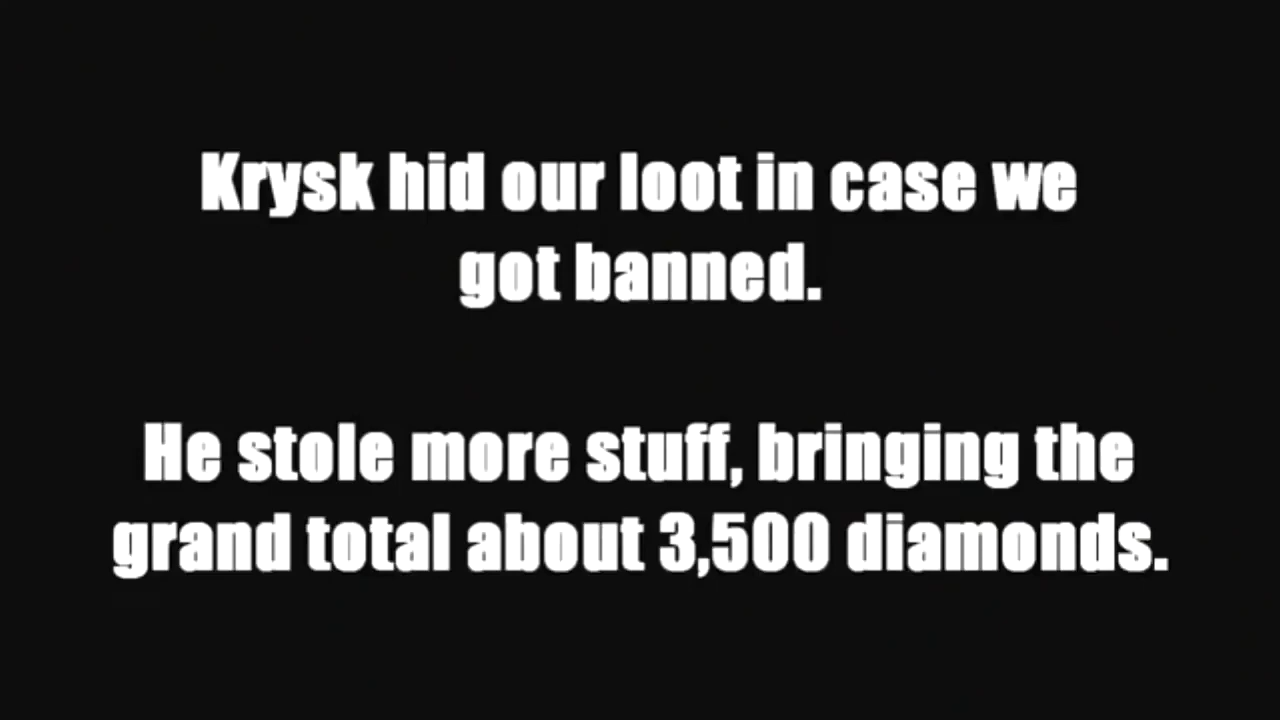 Krysk hid our loot in case we
got banned.
He stole more stuff, bringing the
grand total about 3,500 diamonds.